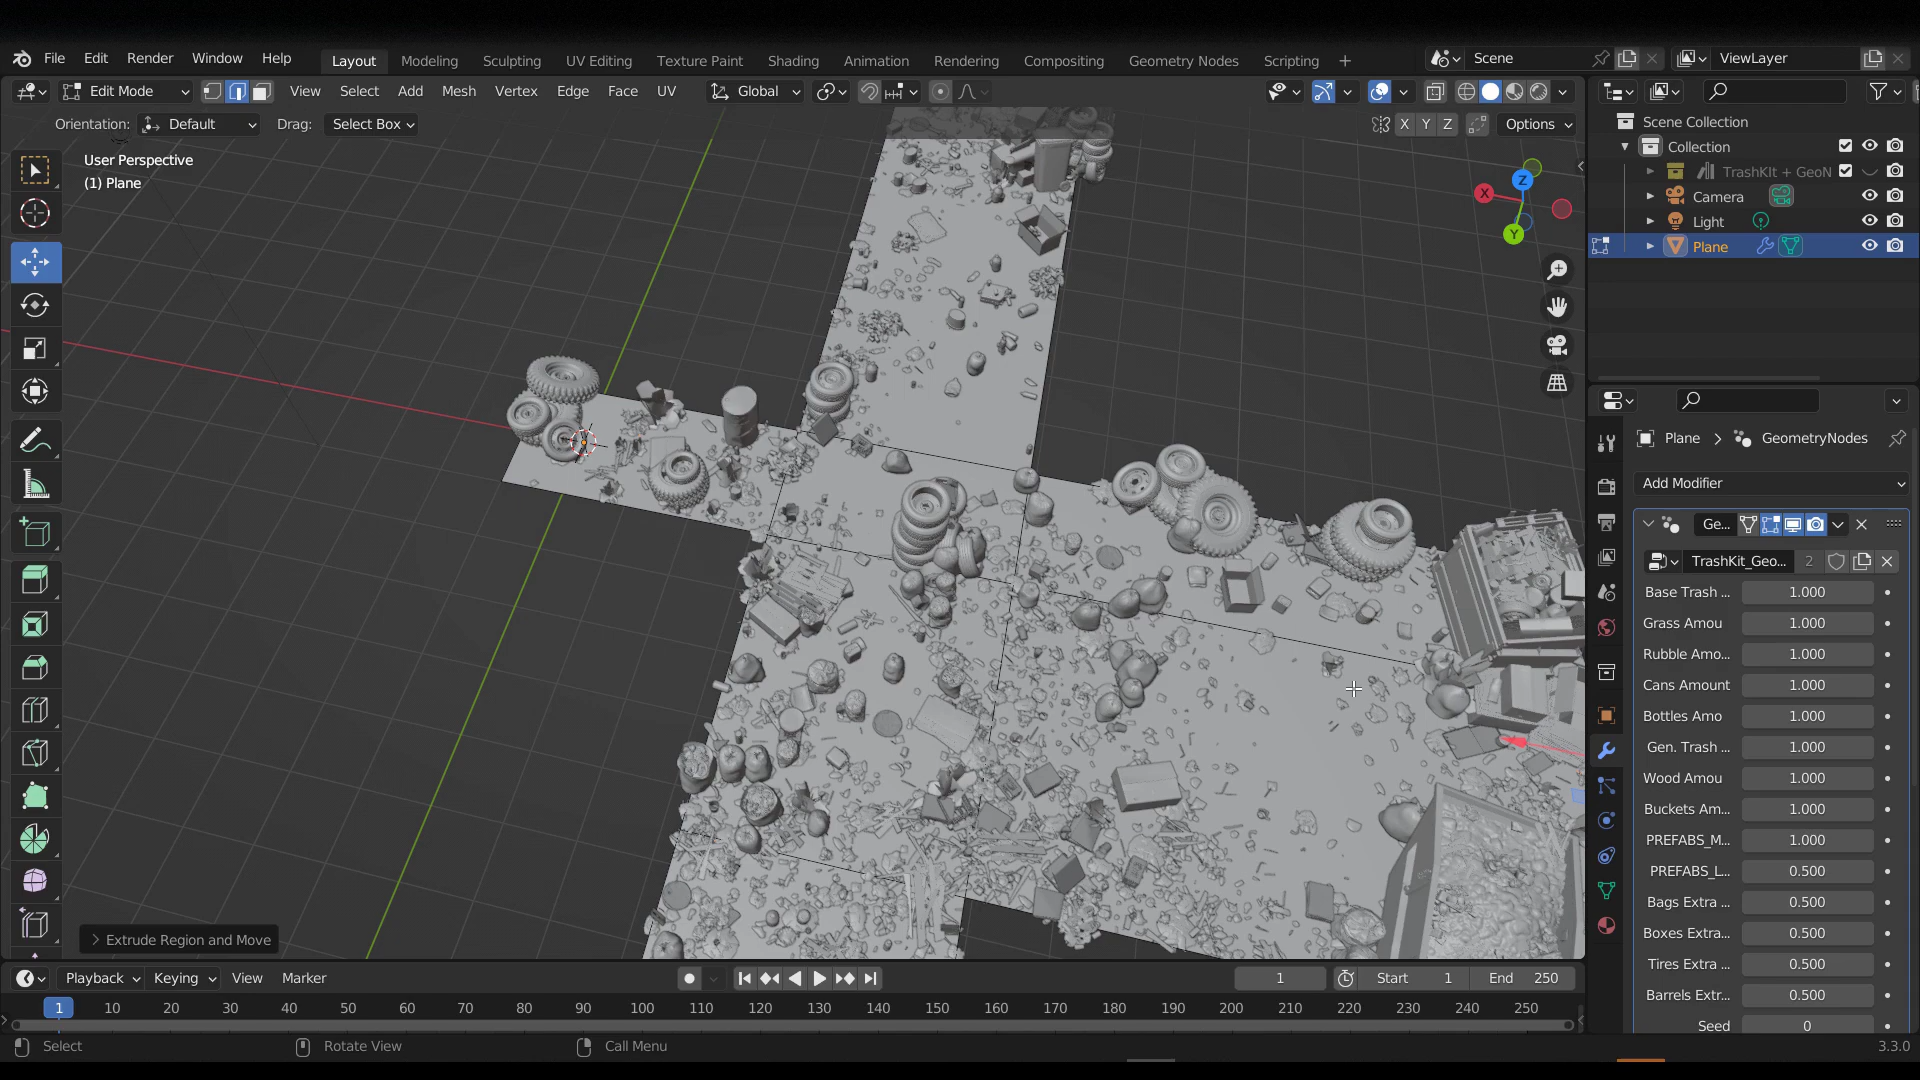 File Edit Render Window Help Layout Modeling Sculpting UV Editing Texture Paint Shading Animation Rendering Compositing Geometry Nodes Scripting + Scene ViewLayer
Edit Mode View Select Add Mesh Vertex Edge Face UV Global
Orientation: Default Drag: Select Box X Y Z Options
User Perspective
(1) Plane
X Z Y
Extrude Region and Move
Scene Collection
Collection
TrashKIt + GeoN
Camera
Light
Plane
Plane > GeometryNodes
Add Modifier
Ge...
TrashKit_Geo... 2
Base Trash ... 1.000
Grass Amou 1.000
Rubble Amo... 1.000
Cans Amount 1.000
Bottles Amo 1.000
Gen. Trash ... 1.000
Wood Amou 1.000
Buckets Am... 1.000
PREFABS_M... 1.000
PREFABS_L... 0.500
Bags Extra ... 0.500
Boxes Extra... 0.500
Tires Extra ... 0.500
Barrels Extr... 0.500
Seed 0
Playback Keying View Marker 1 Start 1 End 250
1 10 20 30 40 50 60 70 80 90 100 110 120 130 140 150 160 170 180 190 200 210 220 230 240 250
Select Rotate View Call Menu 3.3.0